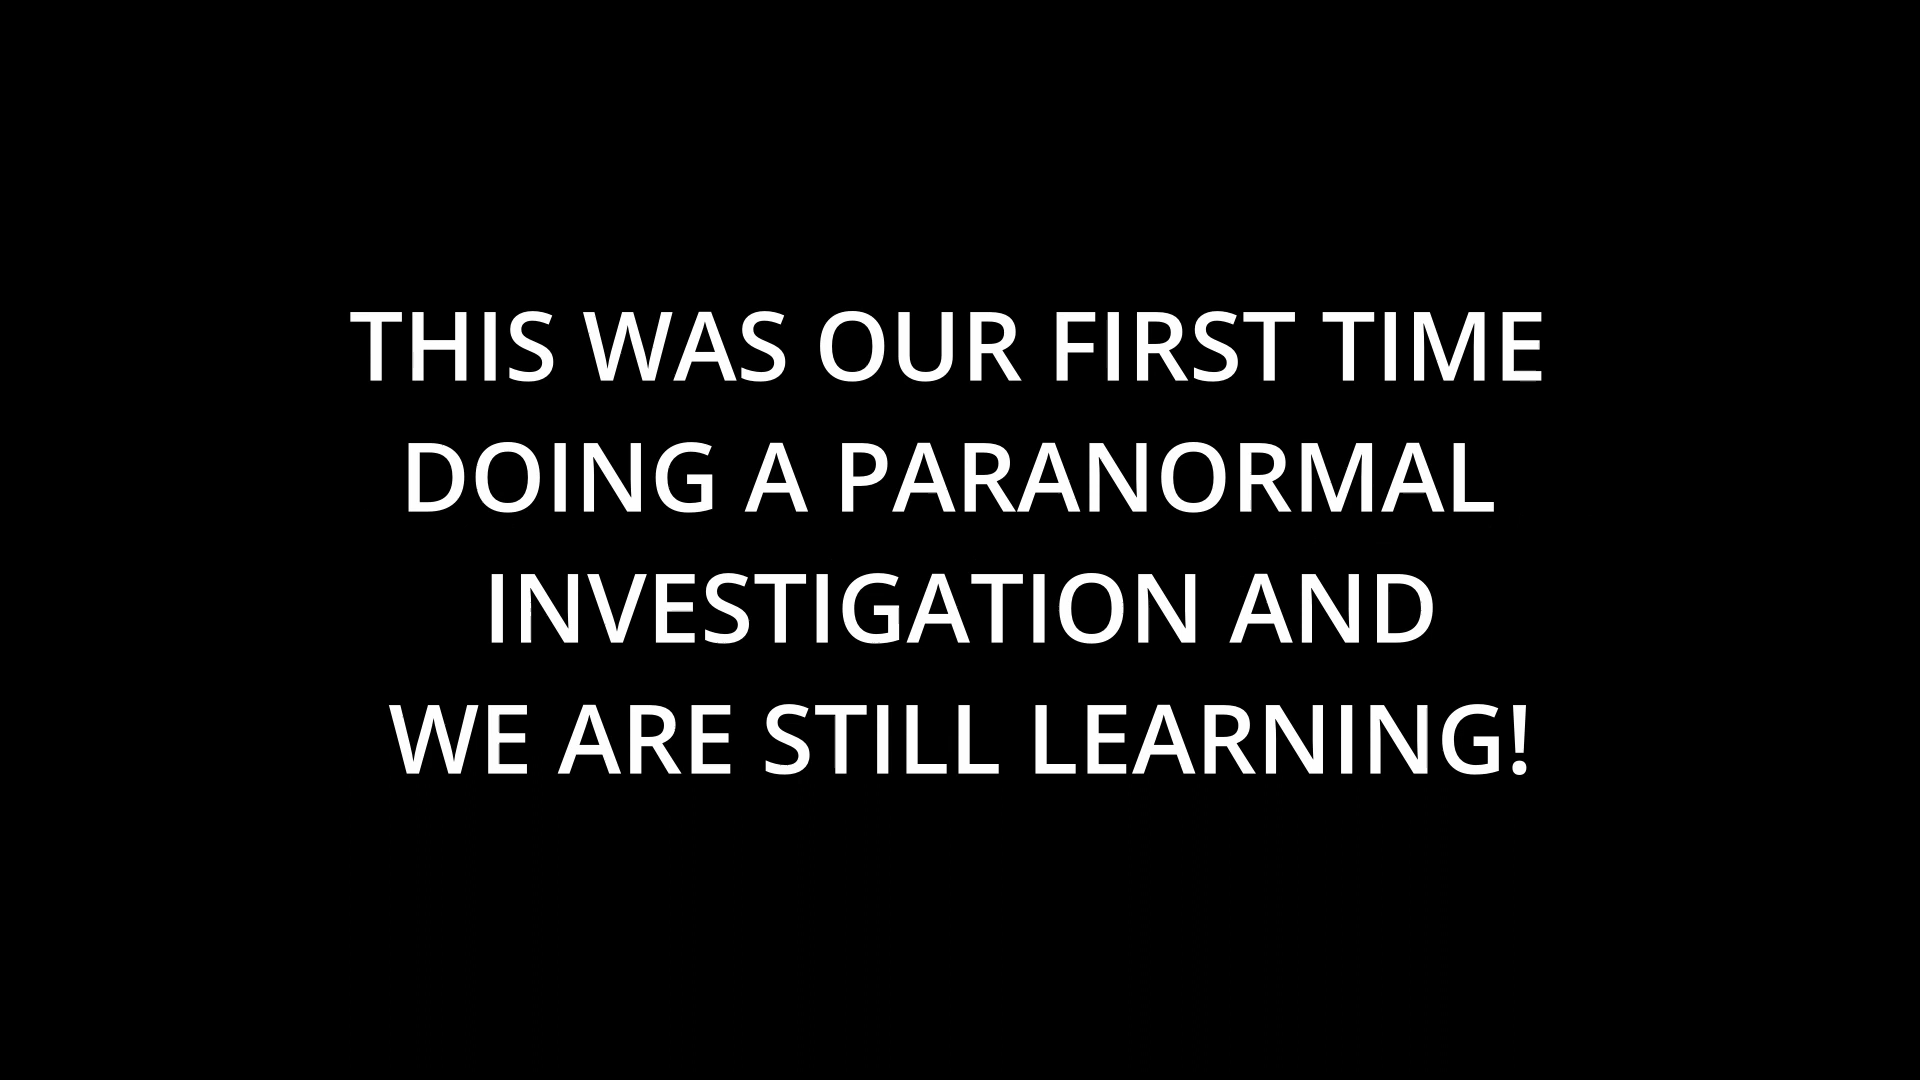 THIS WAS OUR FIRST TIME
DOING A PARANORMAL
INVESTIGATION AND
WE ARE STILL LEARNING!